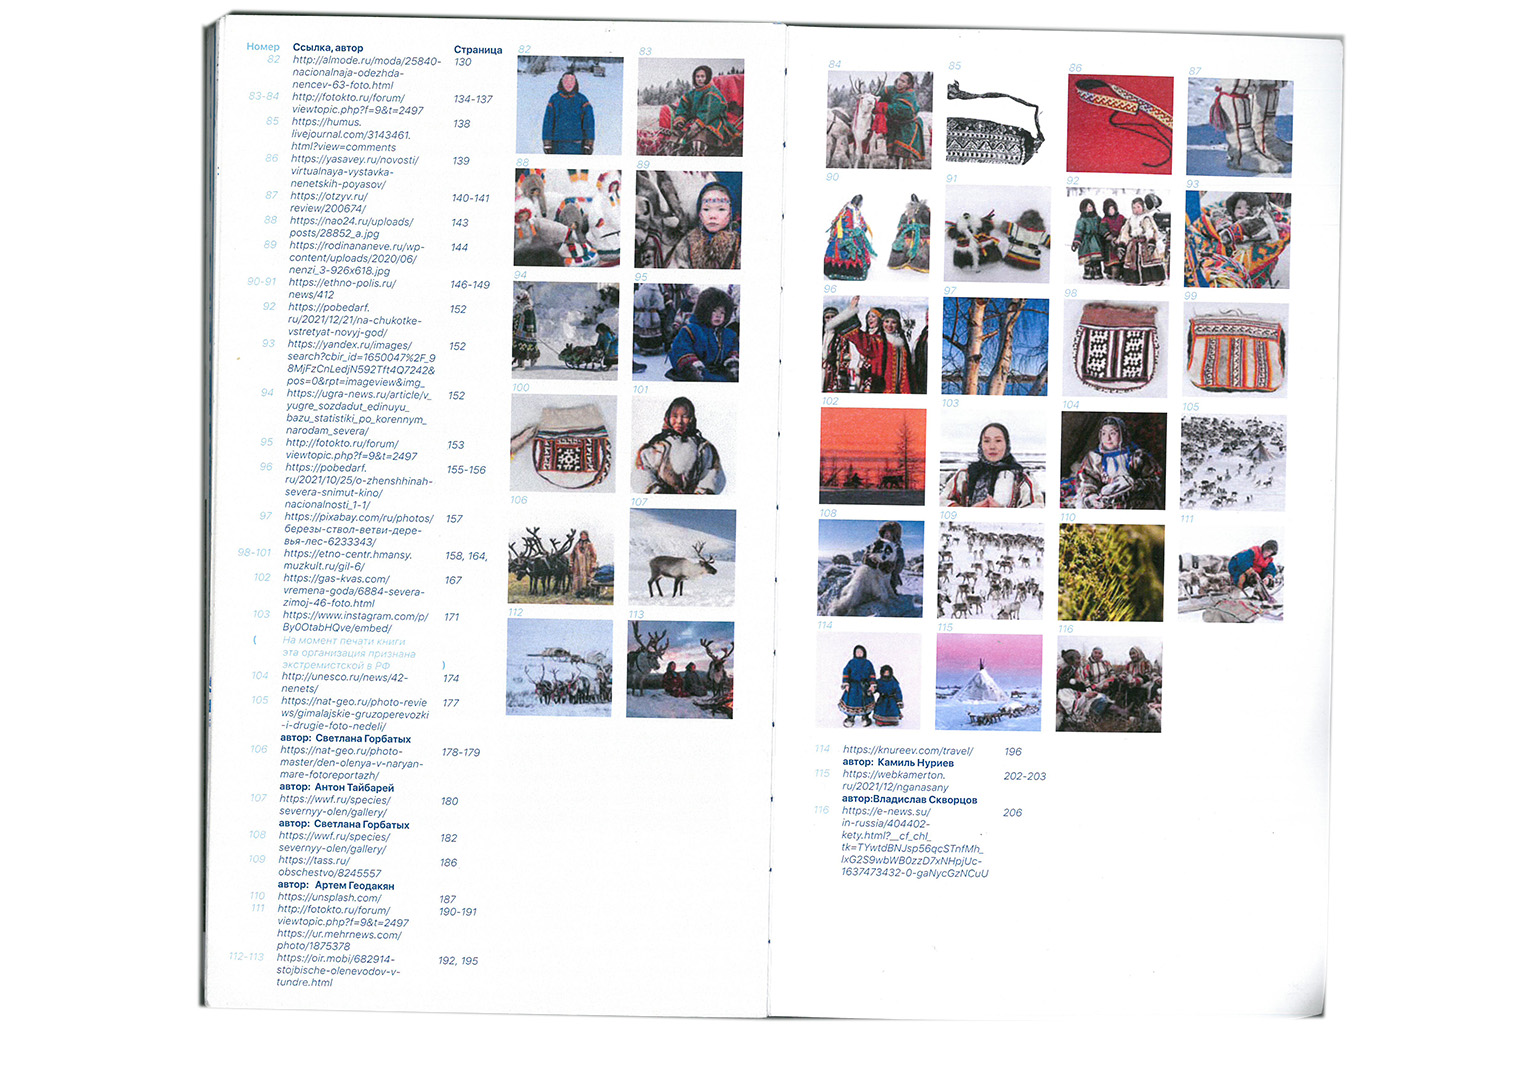 Номер Ссылка, автор Страница
82 http://almode.ru/moda/25840- 130
nacionalnaja-odezhda-
nencev-63-foto.html
83-84 http://fotokto.ru/forum/ 134-137
viewtopic.php?f=9&t=2497
85 https://humus. 138
livejournal.com/3143461.
html?view=comments
86 https://yasavey.ru/novosti/ 139
virtualnaya-vystavka-
nenetskih-poyasov/
87 https://otzyv.ru/ 140-141
review/200674/
88 https://nao24.ru/uploads/ 143
posts/28852_a.jpg
89 https://rodinananeve.ru/wp- 144
content/uploads/2020/06/
nenzi_3-926x618.jpg
90-91 https://ethno-polis.ru/ 146-149
news/412
92 https://pobedarf. 152
ru/2021/12/21/na-chukotke-
vstretyat-novyj-god/
93 https://yandex.ru/images/ 152
search?cbir_id=1650047%2F_9
8MjFzCnLedjN592Tft4Q7242&
pos=0&rpt=imageview&img_
94 https://ugra-news.ru/article/v_ 152
yugre_sozdadut_edinuyu_
bazu_statistiki_po_korennym_
narodam_severa/
95 http://fotokto.ru/forum/ 153
viewtopic.php?f=9&t=2497
96 https://pobedarf. 155-156
ru/2021/10/25/o-zhenshhinah-
severa-snimut-kino/
nacionalnosti_1-1/
97 https://pixabay.com/ru/photos/ 157
березы-ствол-ветви-дере-
вья-лес-6233343/
98-101 https://etno-centr.hmansy. 158, 164,
muzkult.ru/gil-6/
102 https://gas-kvas.com/ 167
vremena-goda/6884-severa-
zimoj-46-foto.html
103 https://www.instagram.com/p/ 171
By0OtabHQve/embed/
( На момент печати книги
эта организация признана
экстремистской в РФ )
104 http://unesco.ru/news/42- 174
nenets/
105 https://nat-geo.ru/photo-revie 177
ws/gimalajskie-gruzoperevozki
-i-drugie-foto-nedeli/
автор: Светлана Горбатых
106 https://nat-geo.ru/photo- 178-179
master/den-olenya-v-naryan-
mare-fotoreportazh/
автор: Антон Тайбарей
107 https://wwf.ru/species/ 180
severnyy-olen/gallery/
автор: Светлана Горбатых
108 https://wwf.ru/species/ 182
severnyy-olen/gallery/
109 https://tass.ru/ 186
obschestvo/8245557
автор: Артем Геодакян
110 https://unsplash.com/ 187
111 http://fotokto.ru/forum/ 190-191
viewtopic.php?f=9&t=2497
https://ur.mehrnews.com/
photo/1875378
112-113 https://oir.mobi/682914- 192, 195
stojbische-olenevodov-v-
tundre.html
82 83
88 89
94 95
100 101
106 107
112 113
84 85 86 87
90 91 92 93
96 97 98 99
102 103 104 105
108 109 110 111
114 115 116
114 https://knureev.com/travel/ 196
автор: Камиль Нуриев
115 https://webkamerton. 202-203
ru/2021/12/nganasany
автор:Владислав Скворцов
116 https://e-news.su/ 206
in-russia/404402-
kety.html?__cf_chl_
tk=TYwtdBNJsp56qcSTnfMh_
lxG2S9wbWB0zzD7xNHpjUc-
1637473432-0-gaNycGzNCuU